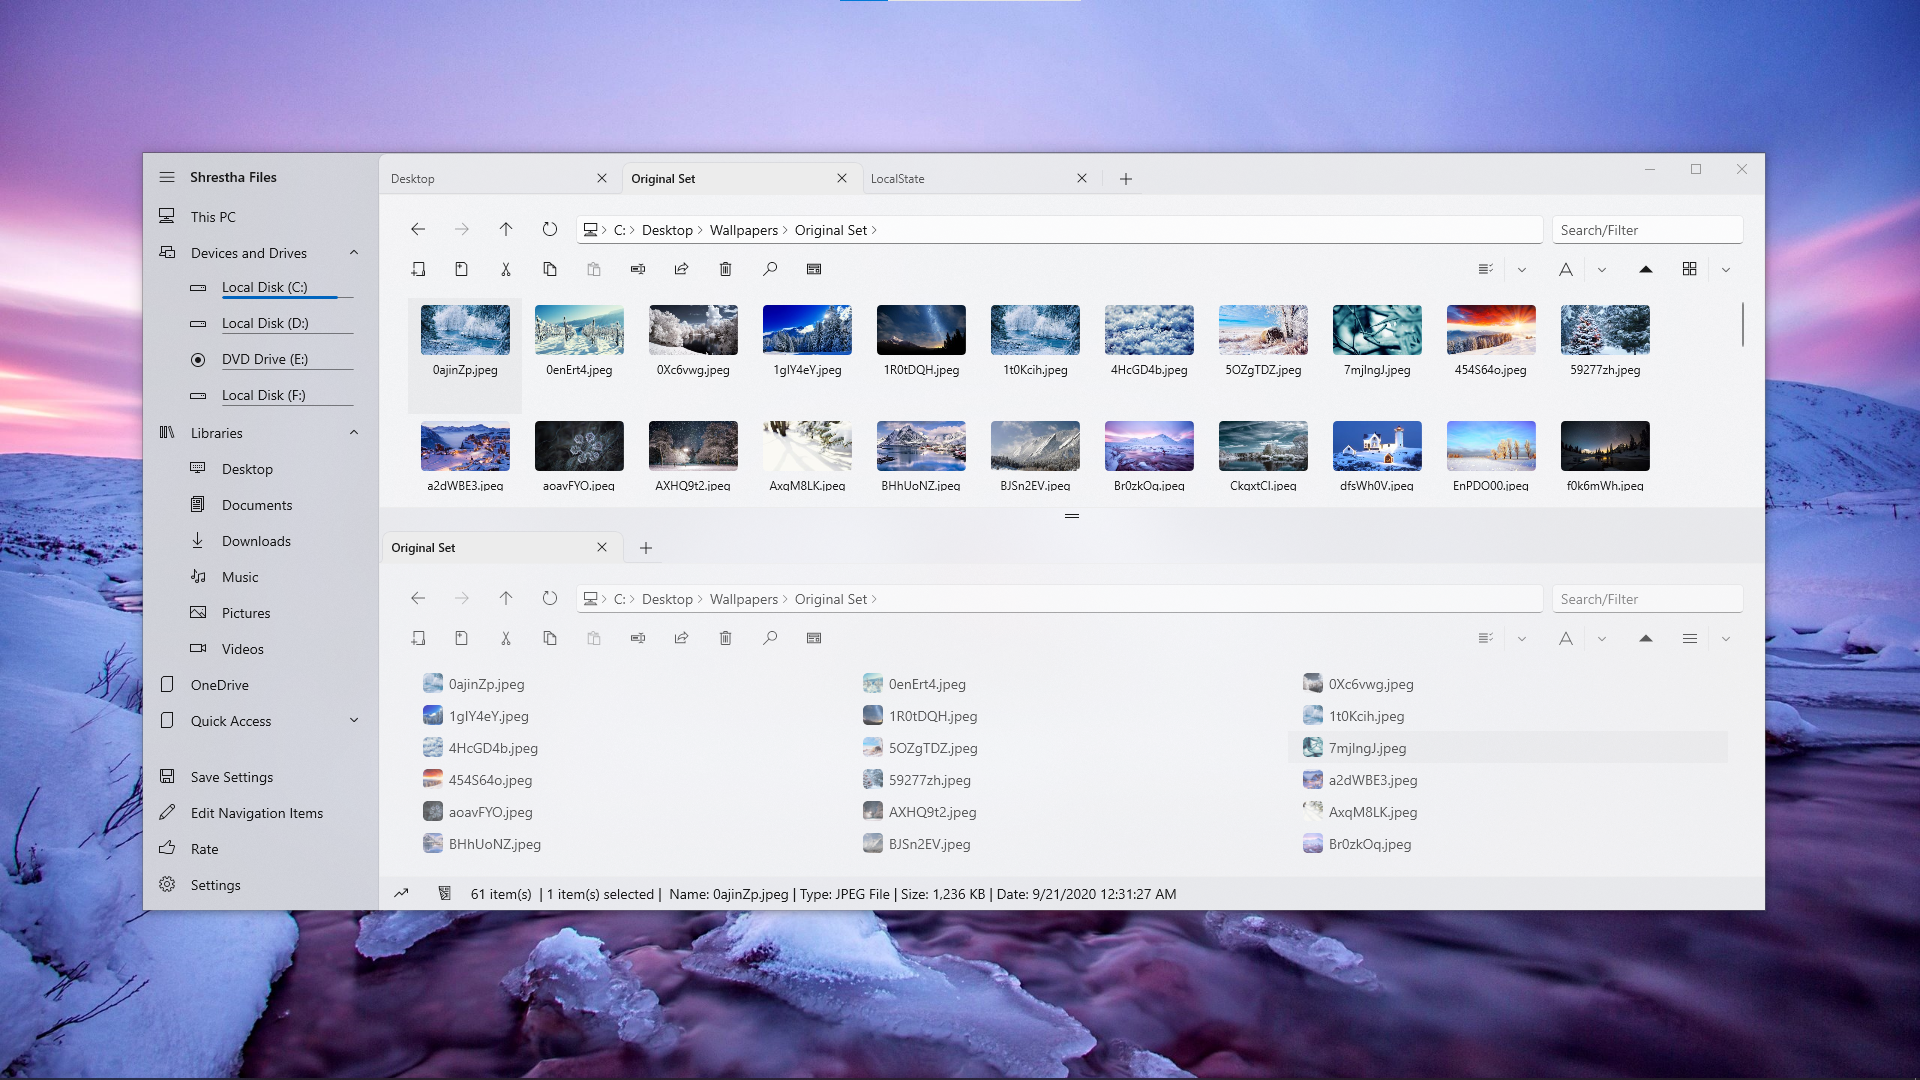 Shrestha Files
This PC
Devices and Drives
Local Disk (C:)
Local Disk (D:)
DVD Drive (E:)
Local Disk (F:)
Libraries
Desktop
Documents
Downloads
Music
Pictures
Videos
OneDrive
Quick Access
Save Settings
Edit Navigation Items
Rate
Settings
Desktop
Original Set
LocalState
C: Desktop Wallpapers Original Set
Search/Filter
0ajinZp.jpeg 0enErt4.jpeg 0Xc6vwg.jpeg 1gIY4eY.jpeg 1R0tDQH.jpeg 1t0Kcih.jpeg 4HcGD4b.jpeg 5OZgTDZ.jpeg 7mjlngJ.jpeg 454S64o.jpeg 59277zh.jpeg
a2dWBE3.jpeg aoavFYO.jpeg AXHQ9t2.jpeg AxqM8LK.jpeg BHhUoNZ.jpeg BJSn2EV.jpeg Br0zkOq.jpeg CkqxtCl.jpeg dfsWh0V.jpeg EnPDO00.jpeg f0k6mWh.jpeg
Original Set
C: Desktop Wallpapers Original Set
Search/Filter
0ajinZp.jpeg 0enErt4.jpeg 0Xc6vwg.jpeg
1gIY4eY.jpeg 1R0tDQH.jpeg 1t0Kcih.jpeg
4HcGD4b.jpeg 5OZgTDZ.jpeg 7mjlngJ.jpeg
454S64o.jpeg 59277zh.jpeg a2dWBE3.jpeg
aoavFYO.jpeg AXHQ9t2.jpeg AxqM8LK.jpeg
BHhUoNZ.jpeg BJSn2EV.jpeg Br0zkOq.jpeg
61 item(s) | 1 item(s) selected | Name: 0ajinZp.jpeg | Type: JPEG File | Size: 1,236 KB | Date: 9/21/2020 12:31:27 AM